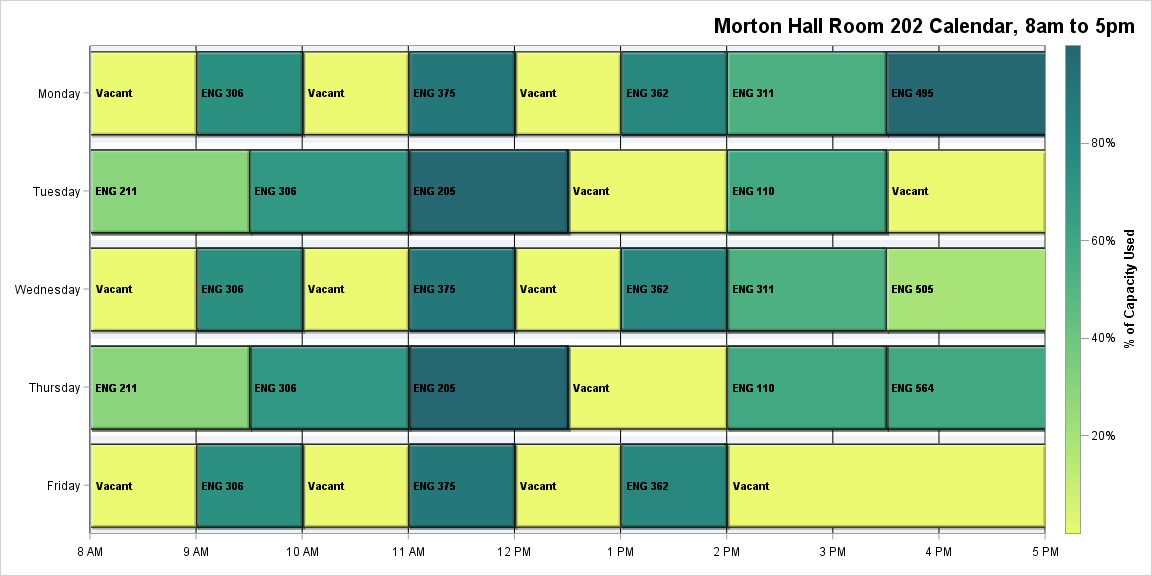 Morton Hall Room 202 Calendar, 8am to 5pm
Monday
Vacant
ENG 306
Vacant
ENG 375
Vacant
ENG 362
ENG 311
ENG 495
Tuesday
ENG 211
ENG 306
ENG 205
Vacant
ENG 110
Vacant
Wednesday
Vacant
ENG 306
Vacant
ENG 375
Vacant
ENG 362
ENG 311
ENG 505
Thursday
ENG 211
ENG 306
ENG 205
Vacant
ENG 110
ENG 564
Friday
Vacant
ENG 306
Vacant
ENG 375
Vacant
ENG 362
Vacant
8 AM
9 AM
10 AM
11 AM
12 PM
1 PM
2 PM
3 PM
4 PM
5 PM
80%
60%
40%
20%
% of Capacity Used